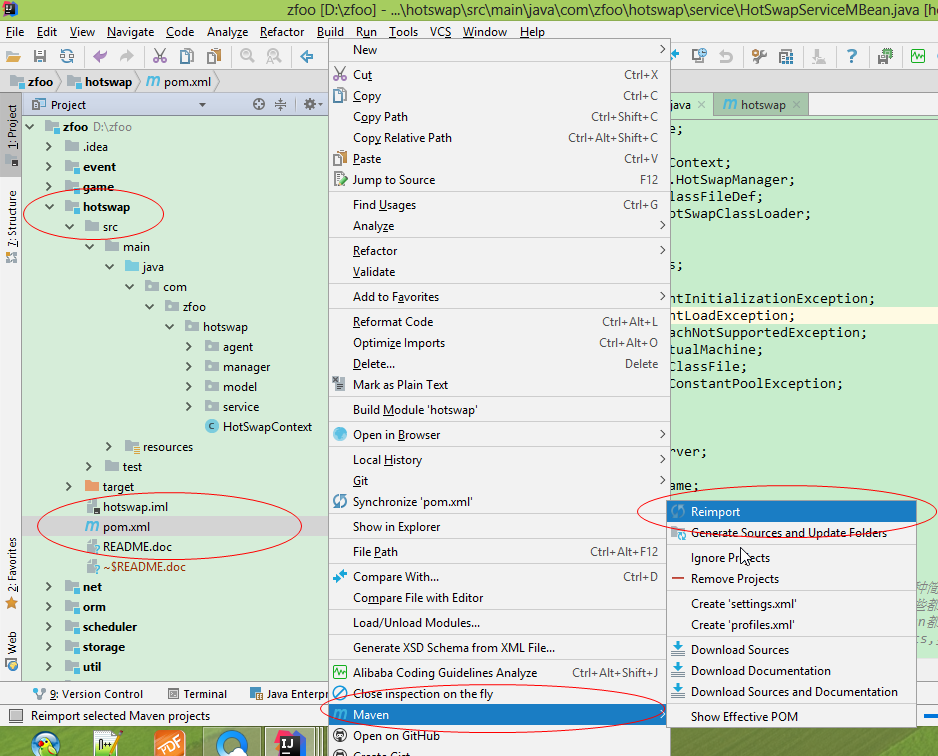 zfoo [D:\zfoo] - ...\hotswap\src\main\java\com\zfoo\hotswap\service\HotSwapServiceMBean.java [h
File Edit View Navigate Code Analyze Refactor Build Run Tools VCS Window Help
zfoo hotswap pom.xml
Project
java
hotswap
1: Project
7: Structure
2: Favorites
Web
zfoo D:\zfoo
.idea
event
game
hotswap
src
main
java
com
zfoo
hotswap
agent
manager
model
service
HotSwapContext
resources
test
target
hotswap.iml
pom.xml
README.doc
~$README.doc
net
orm
scheduler
storage
util
New
Cut Ctrl+X
Copy Ctrl+C
Copy Path Ctrl+Shift+C
Copy Relative Path Ctrl+Alt+Shift+C
Paste Ctrl+V
Jump to Source F12
Find Usages Ctrl+G
Analyze
Refactor
Validate
Add to Favorites
Reformat Code Ctrl+Alt+L
Optimize Imports Ctrl+Alt+O
Delete... Delete
Mark as Plain Text
Build Module 'hotswap'
Open in Browser
Local History
Git
Synchronize 'pom.xml'
Show in Explorer
File Path Ctrl+Alt+F12
Compare With... Ctrl+D
Compare File with Editor
Load/Unload Modules...
Generate XSD Schema from XML File...
Alibaba Coding Guidelines Analyze Ctrl+Alt+Shift+J
Close inspection on the fly
Maven
Open on GitHub
Create Gist
e;
Context;
.HotSwapManager;
lassFileDef;
otSwapClassLoader;
s;
ntInitializationException;
ntLoadException;
achNotSupportedException;
tualMachine;
ClassFile;
ConstantPoolException;
rver;
ame;
Reimport
Generate Sources and Update Folders
Ignore Projects
Remove Projects
Create 'settings.xml'
Create 'profiles.xml'
Download Sources
Download Documentation
Download Sources and Documentation
Show Effective POM
9: Version Control
Terminal
Java Enterpr
Reimport selected Maven projects